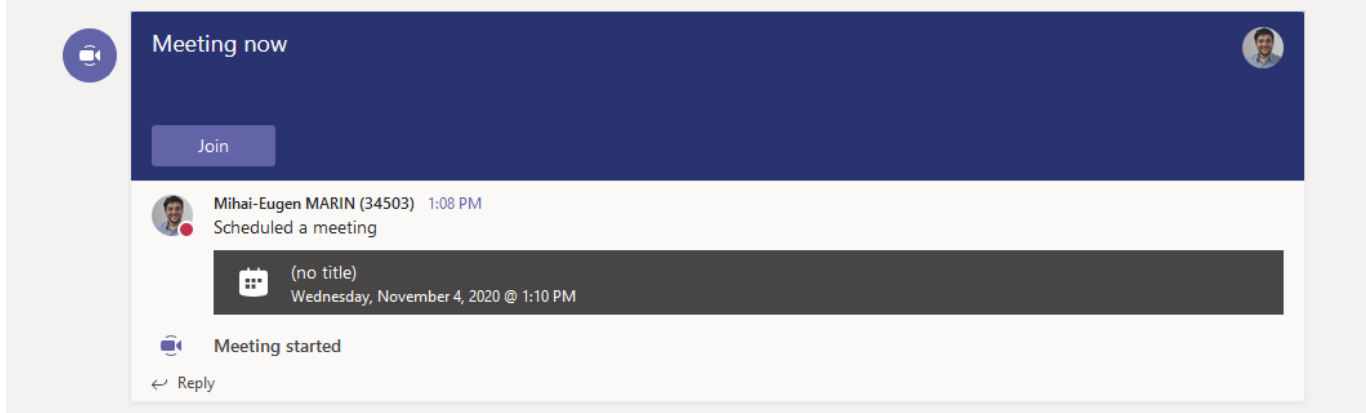 Meeting now
Join
Mihai-Eugen MARIN (34503) 1:08 PM
Scheduled a meeting
(no title)
Wednesday, November 4, 2020 @ 1:10 PM
Meeting started
Reply